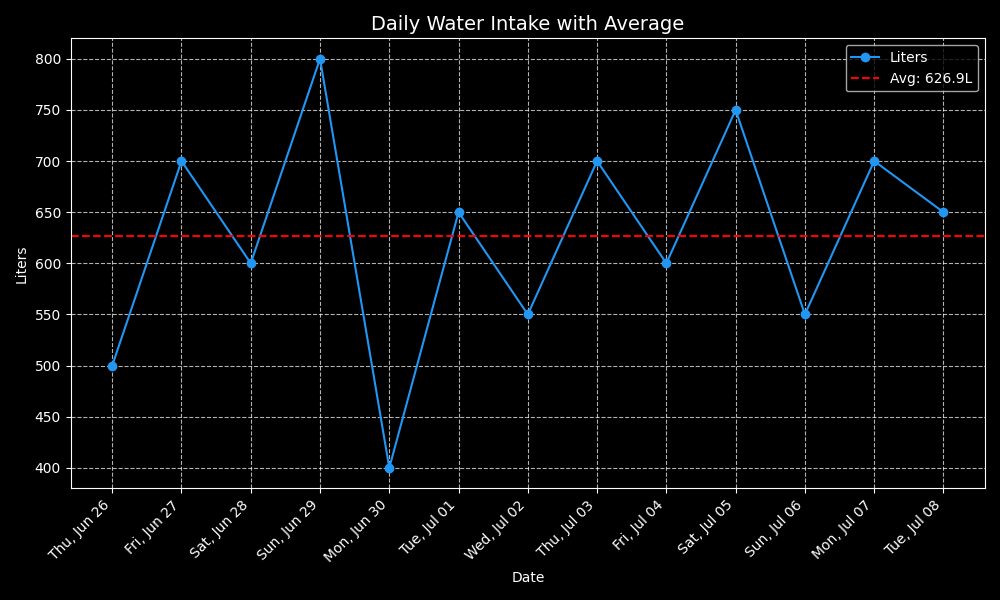 Daily Water Intake with Average
Liters
Avg: 626.9L
800
750
700
650
600
550
500
450
400
Liters
Thu, Jun 26
Fri, Jun 27
Sat, Jun 28
Sun, Jun 29
Mon, Jun 30
Tue, Jul 01
Wed, Jul 02
Thu, Jul 03
Fri, Jul 04
Sat, Jul 05
Sun, Jul 06
Mon, Jul 07
Tue, Jul 08
Date